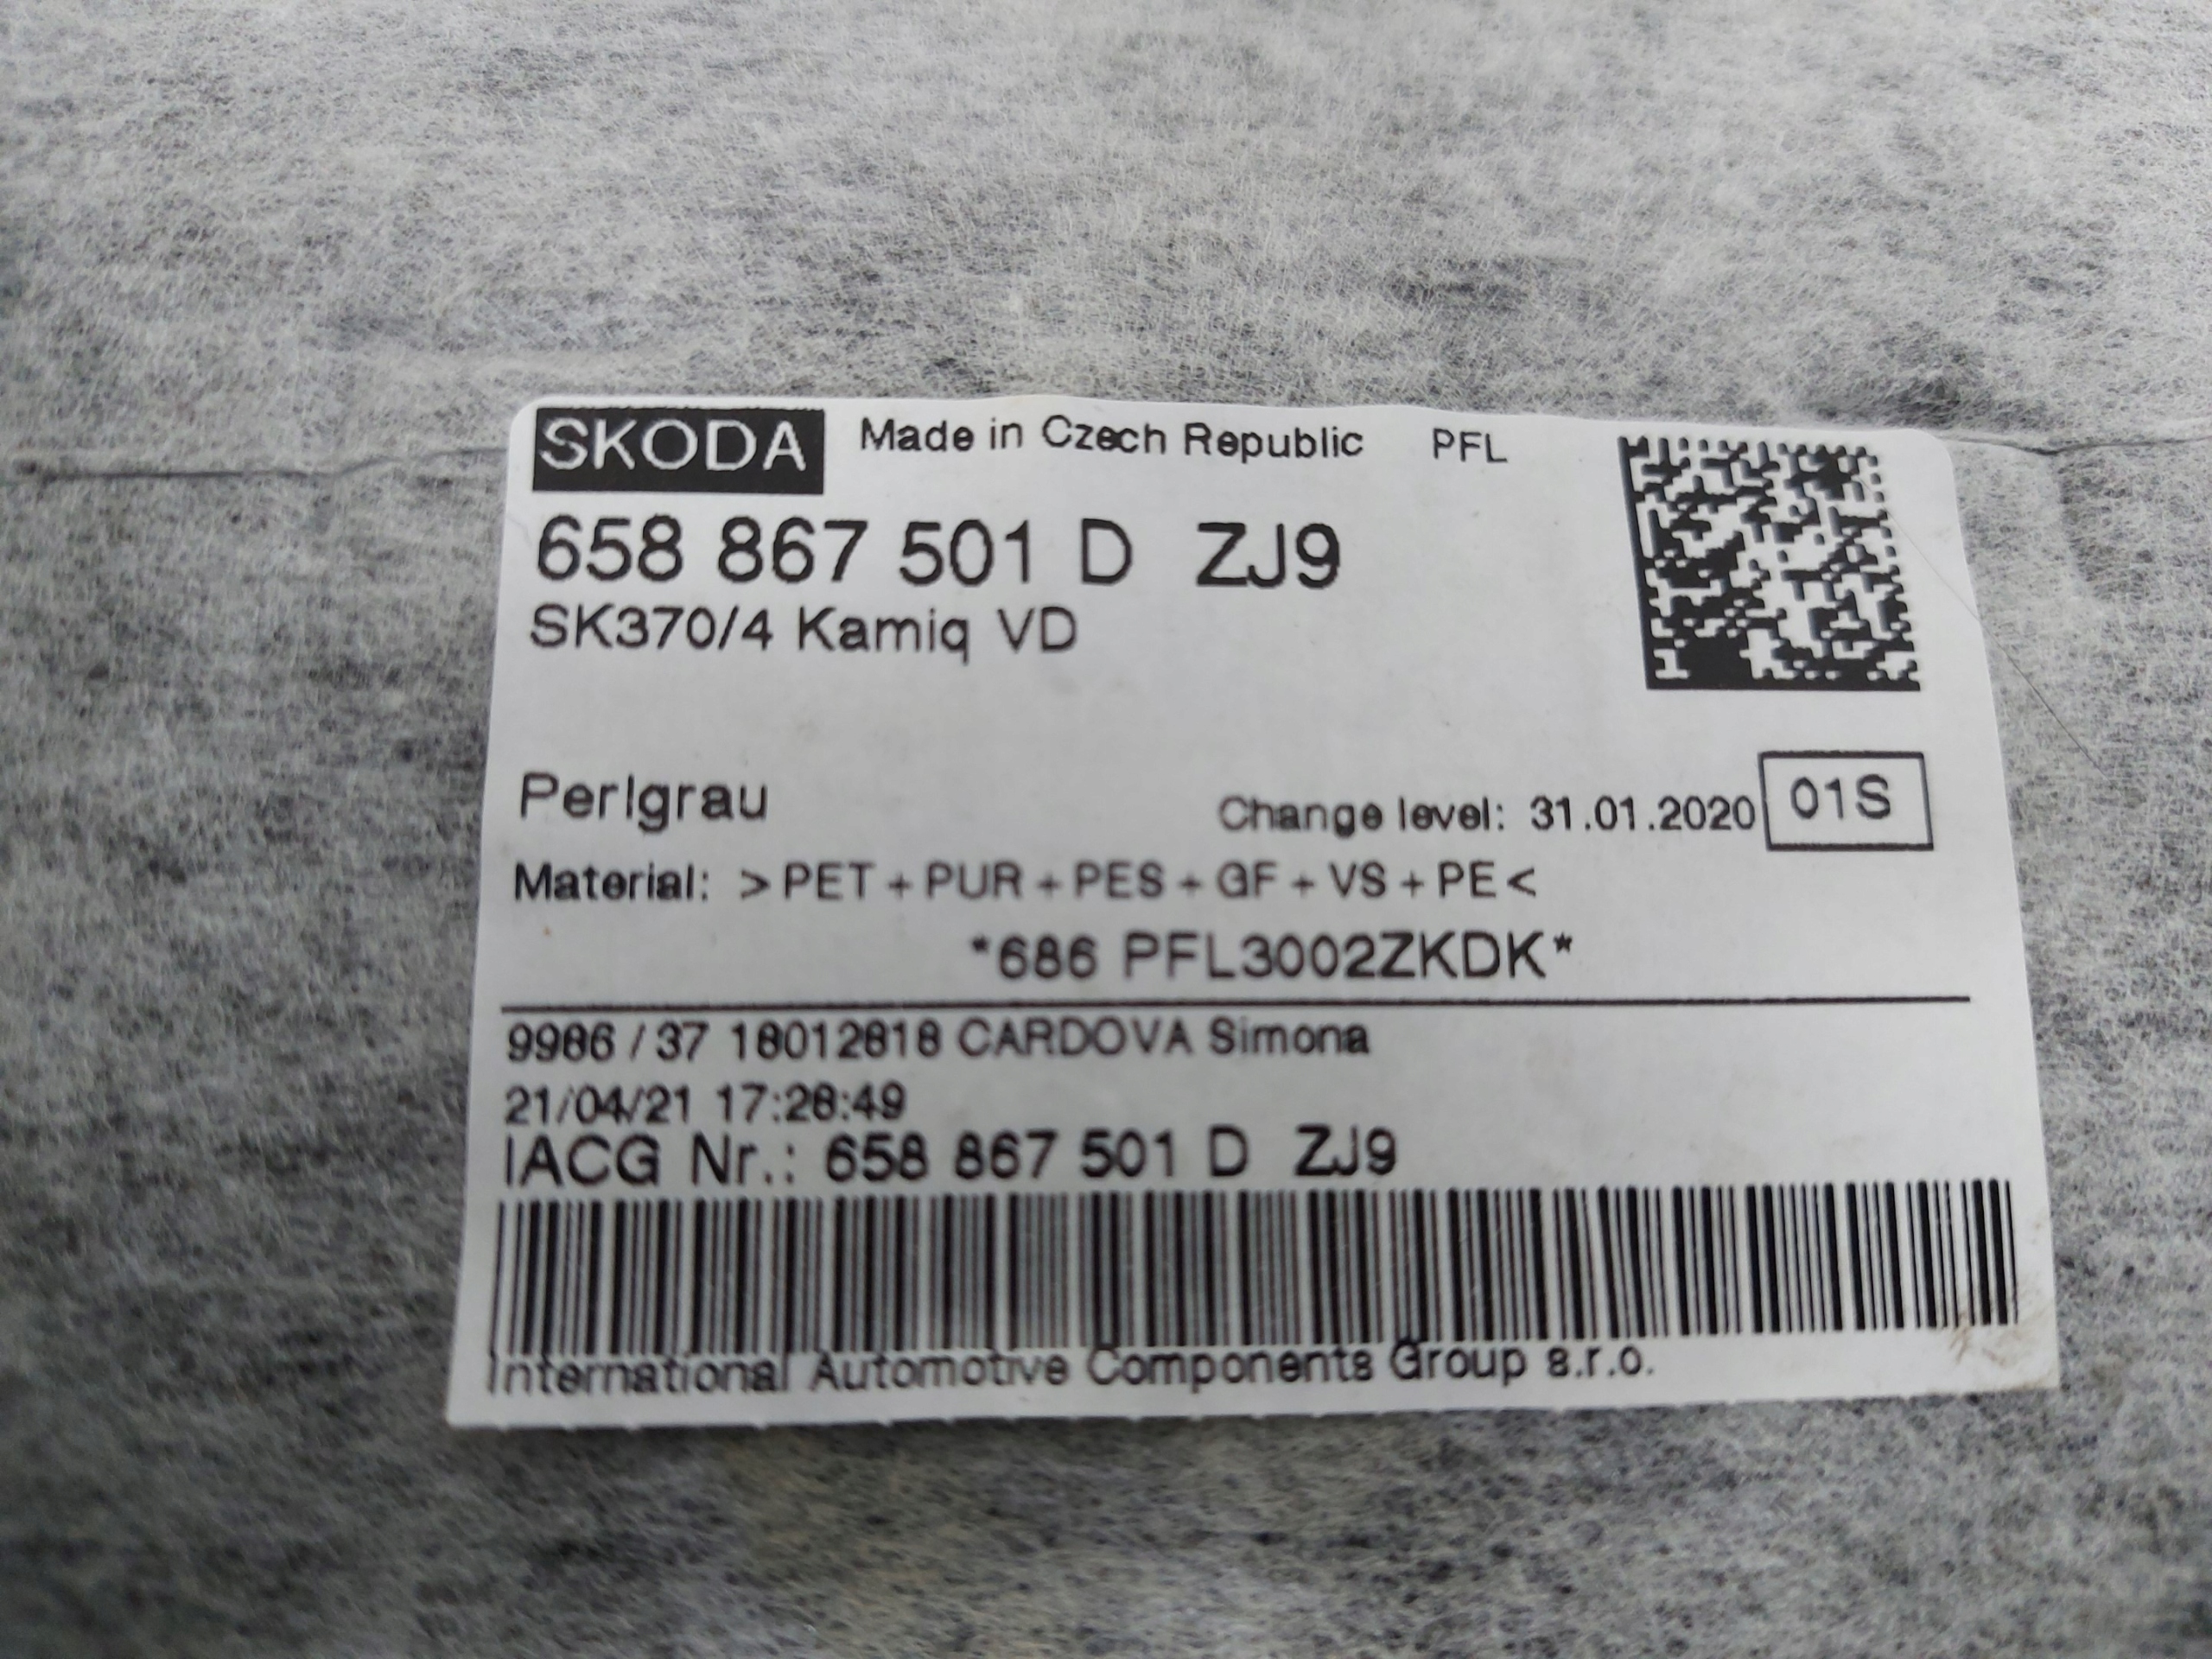 SKODA Made in Czech Republic PFL
658 867 501 D ZJ9
SK370/4 Kamiq VD
Perlgrau Change level: 31.01.2020 01S
Material: >PET + PUR + PES + GF + VS + PE<
*686 PFL3002ZKDK*
9986 / 37 18012818 CARDOVA Simona
21/04/21 17:28:49
IACG Nr.: 658 867 501 D ZJ9
International Automotive Components Group s.r.o.